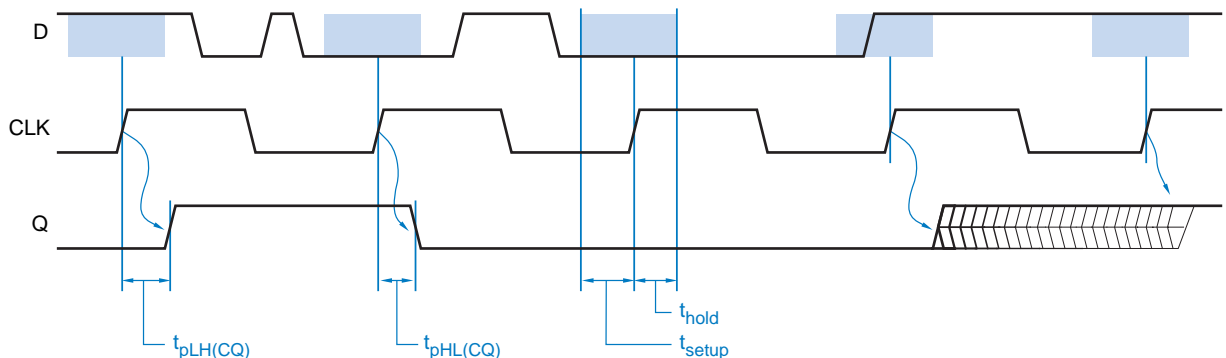 D
CLK
Q
tpLH(CQ)
tpHL(CQ)
thold
tsetup